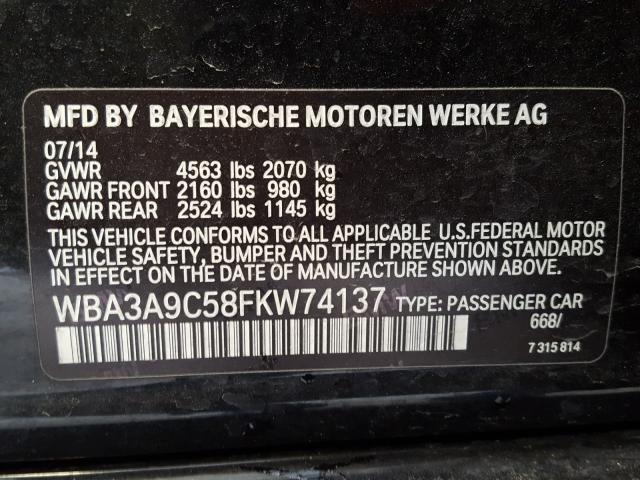 MFD BY BAYERISCHE MOTOREN WERKE AG
07/14
GVWR 4563 lbs 2070 kg
GAWR FRONT 2160 lbs 980 kg
GAWR REAR 2524 lbs 1145 kg
THIS VEHICLE CONFORMS TO ALL APPLICABLE U.S.FEDERAL MOTOR
VEHICLE SAFETY, BUMPER AND THEFT PREVENTION STANDARDS
IN EFFECT ON THE DATE OF MANUFACTURE SHOWN ABOVE.
WBA3A9C58FKW74137 TYPE: PASSENGER CAR
668/
7 315 814